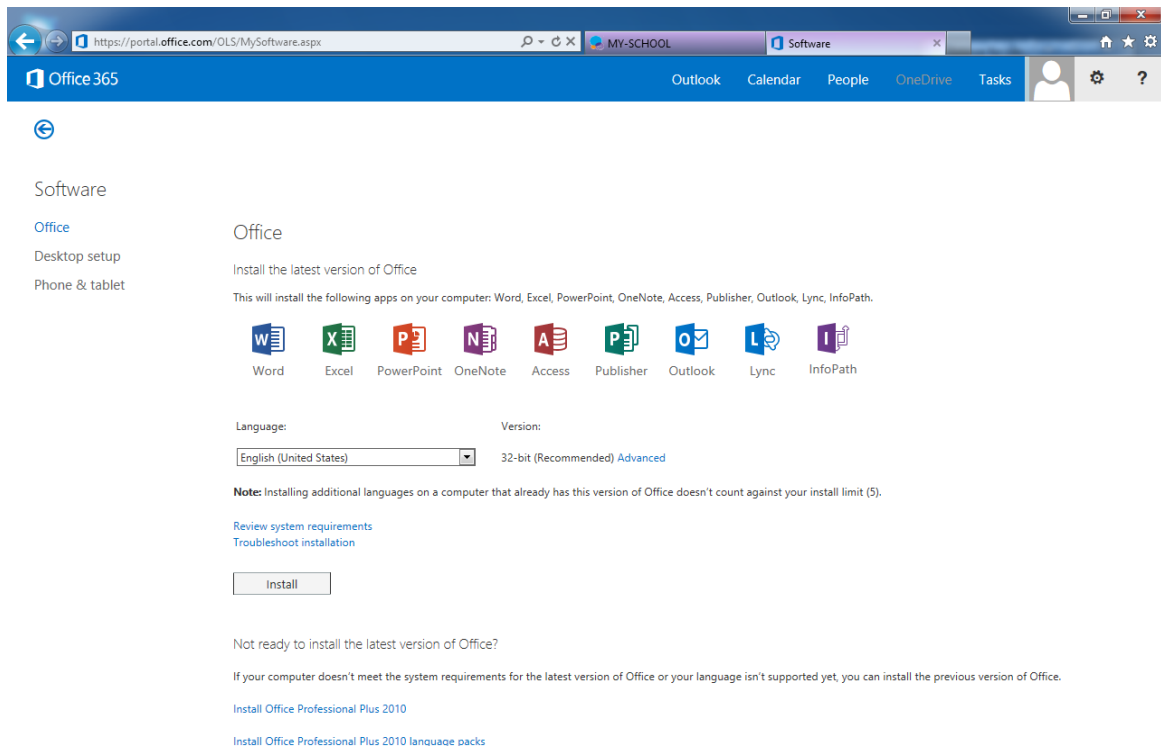 https://portal.office.com/OLS/MySoftware.aspx
MY-SCHOOL
Software
Office 365
Outlook Calendar People OneDrive Tasks ?
Software
Office
Desktop setup
Phone & tablet
Office
Install the latest version of Office
This will install the following apps on your computer: Word, Excel, PowerPoint, OneNote, Access, Publisher, Outlook, Lync, InfoPath.
Word Excel PowerPoint OneNote Access Publisher Outlook Lync InfoPath
Language: Version:
English (United States) 32-bit (Recommended) Advanced
Note: Installing additional languages on a computer that already has this version of Office doesn't count against your install limit (5).
Review system requirements
Troubleshoot installation
Install
Not ready to install the latest version of Office?
If your computer doesn't meet the system requirements for the latest version of Office or your language isn't supported yet, you can install the previous version of Office.
Install Office Professional Plus 2010
Install Office Professional Plus 2010 language packs